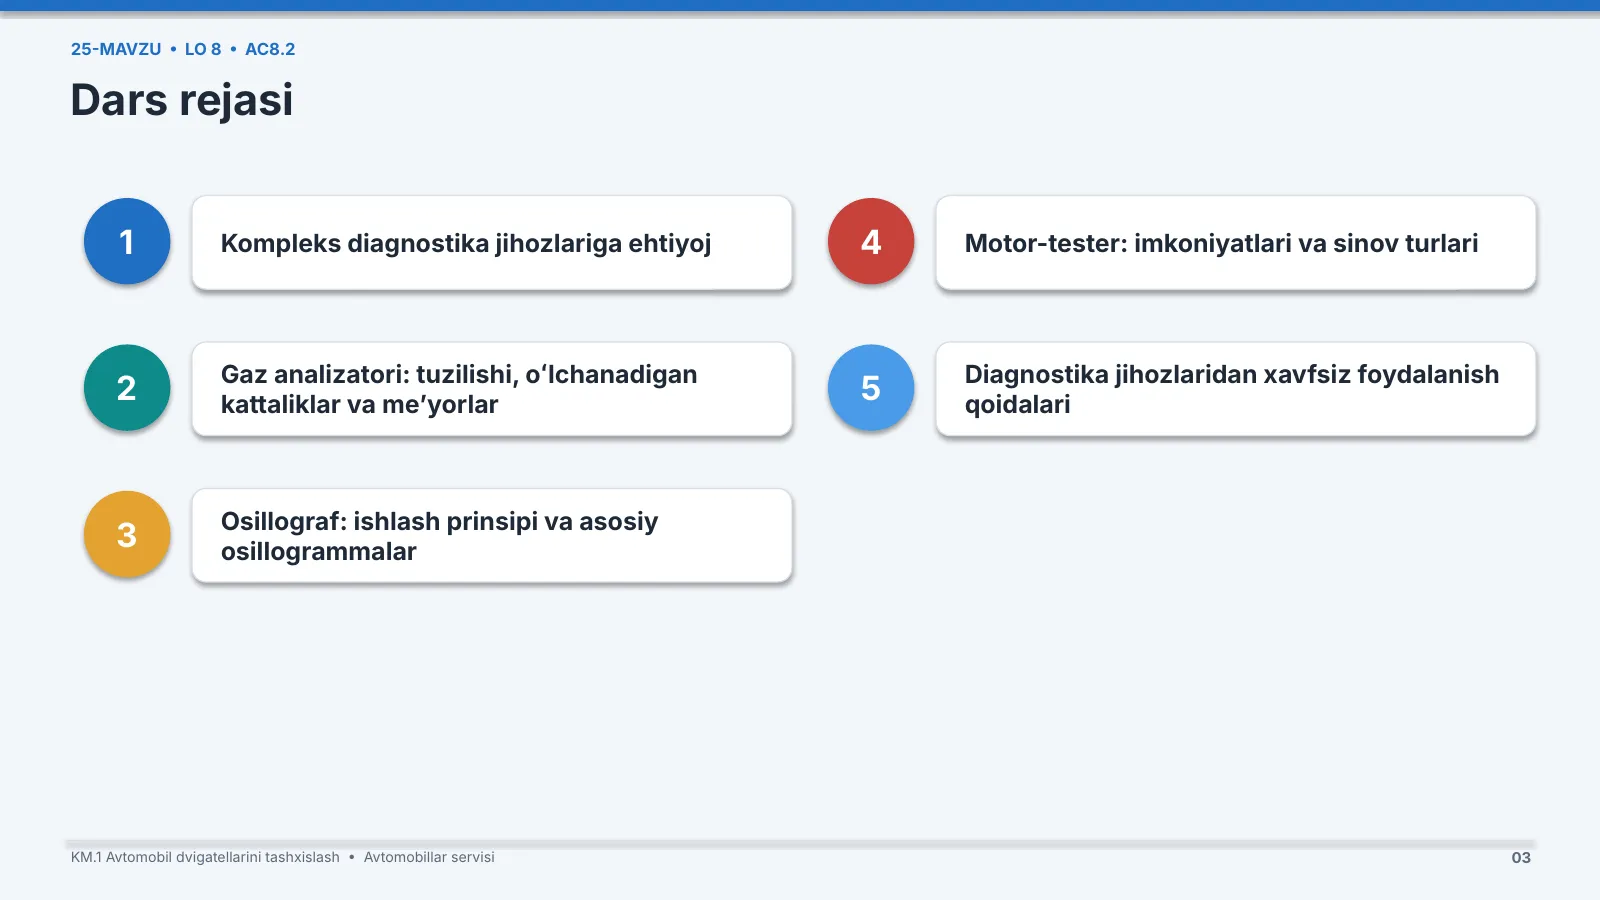 25-MAVZU • LO 8 • AC8.2
Dars rejasi
1
Kompleks diagnostika jihozlariga ehtiyoj
2
Gaz analizatori: tuzilishi, oʻlchanadigan
kattaliklar va me’yorlar
3
Osillograf: ishlash prinsipi va asosiy
osillogrammalar
4
Motor-tester: imkoniyatlari va sinov turlari
5
Diagnostika jihozlaridan xavfsiz foydalanish
qoidalari
KM.1 Avtomobil dvigatellarini tashxislash • Avtomobillar servisi
03